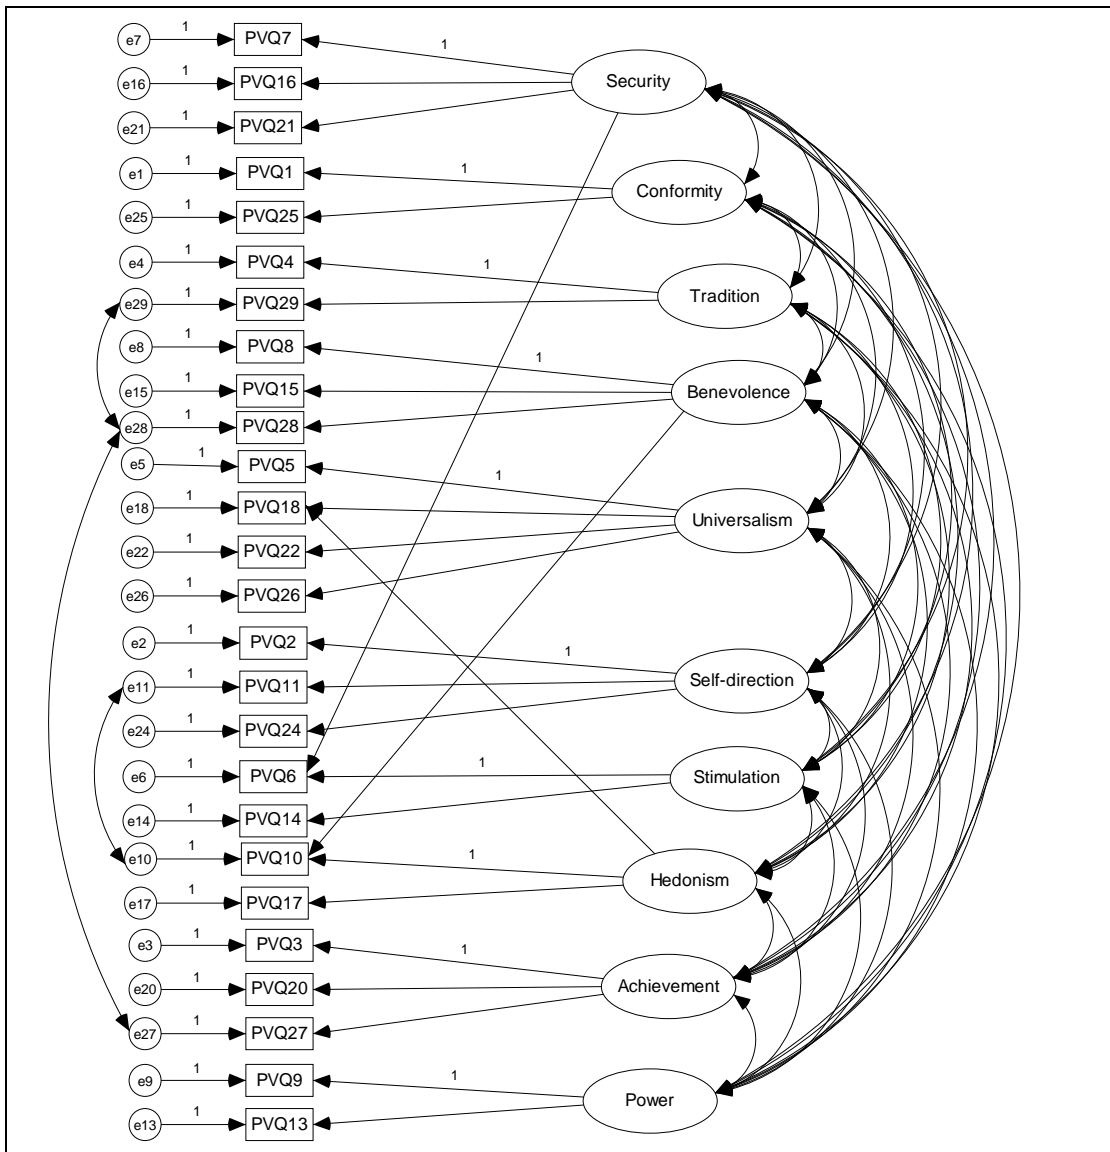 e7 1 PVQ7 1 Security
e16 1 PVQ16
e21 1 PVQ21
e1 1 PVQ1 1 Conformity
e25 1 PVQ25
e4 1 PVQ4 1 Tradition
e29 1 PVQ29
e8 1 PVQ8 1 Benevolence
e15 1 PVQ15
e28 1 PVQ28
e5 1 PVQ5 1 Universalism
e18 1 PVQ18
e22 1 PVQ22
e26 1 PVQ26
e2 1 PVQ2 1 Self-direction
e11 1 PVQ11
e24 1 PVQ24
e6 1 PVQ6 1 Stimulation
e14 1 PVQ14
e10 1 PVQ10 1 Hedonism
e17 1 PVQ17
e3 1 PVQ3 1 Achievement
e20 1 PVQ20
e27 1 PVQ27
e9 1 PVQ9 1 Power
e13 1 PVQ13